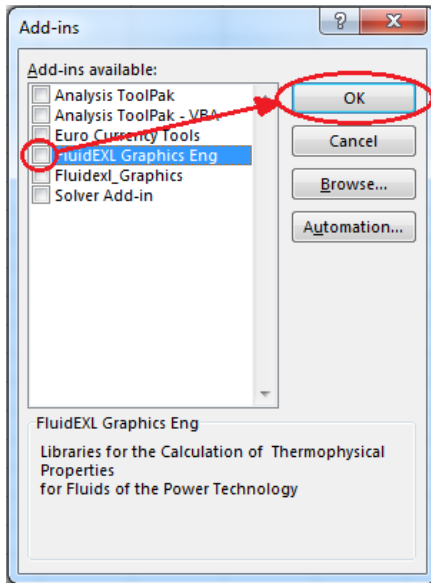 Add-ins
?
Add-ins available:
Analysis ToolPak
Analysis ToolPak - VBA
Euro Currency Tools
FluidEXL Graphics Eng
Fluidexl_Graphics
Solver Add-in
OK
Cancel
Browse...
Automation...
FluidEXL Graphics Eng
Libraries for the Calculation of Thermophysical
Properties
for Fluids of the Power Technology